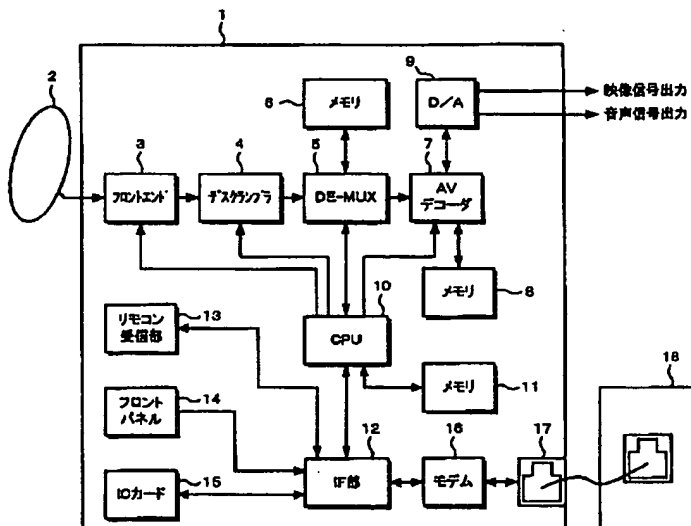 1
2
9
6
メモリ
D/A
映像信号出力
音声信号出力
3
4
5
7
フロントエンド
デスクランブラ
DE-MUX
AV
デコーダ
10
メモリ
8
リモコン
受信部
13
CPU
フロント
パネル
14
メモリ
11
18
12
16
17
ICカード
15
IF部
モデム